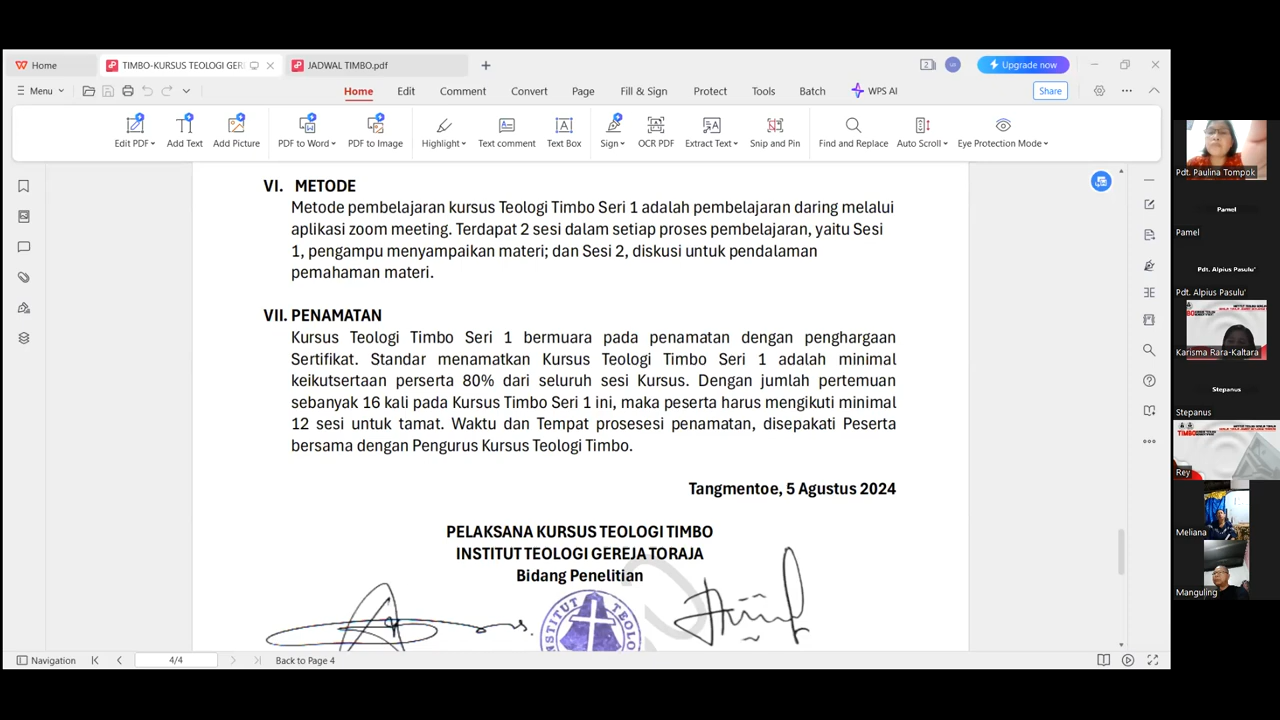 Home
TIMBO-KURSUS TEOLOGI GER
JADWAL TIMBO.pdf
Upgrade now
Menu
Home Edit Comment Convert Page Fill & Sign Protect Tools Batch WPS AI
Share
Edit PDF Add Text Add Picture PDF to Word PDF to Image Highlight Text comment Text Box Sign OCR PDF Extract Text Snip and Pin Find and Replace Auto Scroll Eye Protection Mode
VI. METODE
Metode pembelajaran kursus Teologi Timbo Seri 1 adalah pembelajaran daring melalui
aplikasi zoom meeting. Terdapat 2 sesi dalam setiap proses pembelajaran, yaitu Sesi
1, pengampu menyampaikan materi; dan Sesi 2, diskusi untuk pendalaman
pemahaman materi.
VII. PENAMATAN
Kursus Teologi Timbo Seri 1 bermuara pada penamatan dengan penghargaan
Sertifikat. Standar menamatkan Kursus Teologi Timbo Seri 1 adalah minimal
keikutsertaan perserta 80% dari seluruh sesi Kursus. Dengan jumlah pertemuan
sebanyak 16 kali pada Kursus Timbo Seri 1 ini, maka peserta harus mengikuti minimal
12 sesi untuk tamat. Waktu dan Tempat prosesesi penamatan, disepakati Peserta
bersama dengan Pengurus Kursus Teologi Timbo.
Tangmentoe, 5 Agustus 2024
PELAKSANA KURSUS TEOLOGI TIMBO
INSTITUT TEOLOGI GEREJA TORAJA
Bidang Penelitian
INSTITUT TEOLOG
Navigation
4/4
Back to Page 4
Pdt. Paulina Tompok
Pamel
Pamel
Pdt. Alpius Pasulu'
Pdt. Alpius Pasulu'
Karisma Rara-Kaltara
Stepanus
Stepanus
TIMBO
Rey
Meliana
Manguling